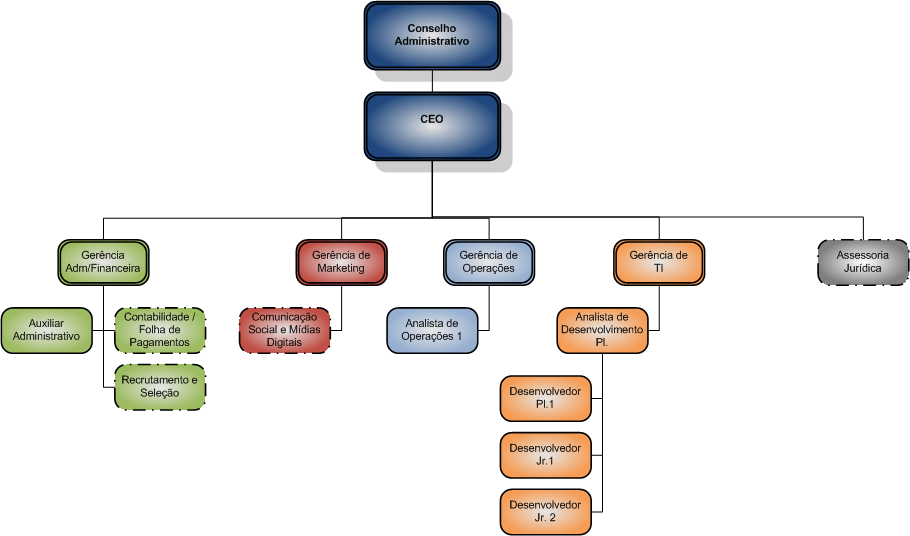 Conselho
Administrativo
CEO
Gerência
Adm/Financeira
Gerência de
Marketing
Gerência de
Operações
Gerência de
TI
Assessoria
Jurídica
Auxiliar
Administrativo
Contabilidade /
Folha de
Pagamentos
Comunicação
Social e Mídias
Digitais
Analista de
Operações 1
Analista de
Desenvolvimento
Pl.
Recrutamento e
Seleção
Desenvolvedor
Pl.1
Desenvolvedor
Jr.1
Desenvolvedor
Jr. 2